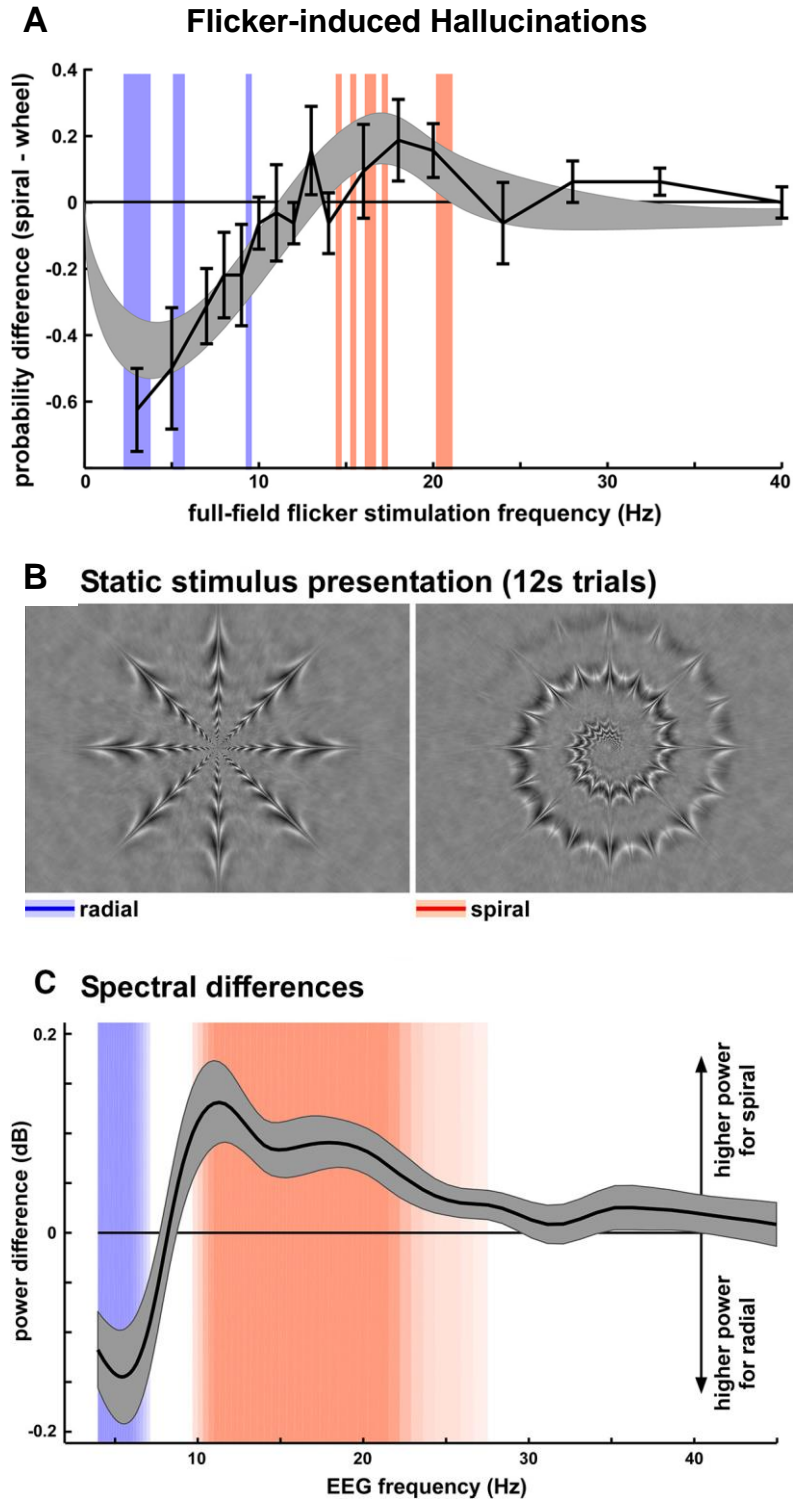 A Flicker-induced Hallucinations
0.4
0.2
0
-0.2
-0.4
-0.6
probability difference (spiral - wheel)
0 10 20 30 40
full-field flicker stimulation frequency (Hz)
B Static stimulus presentation (12s trials)
radial spiral
C Spectral differences
0.2
0
-0.2
power difference (dB)
higher power
for spiral
higher power
for radial
10 20 30 40
EEG frequency (Hz)